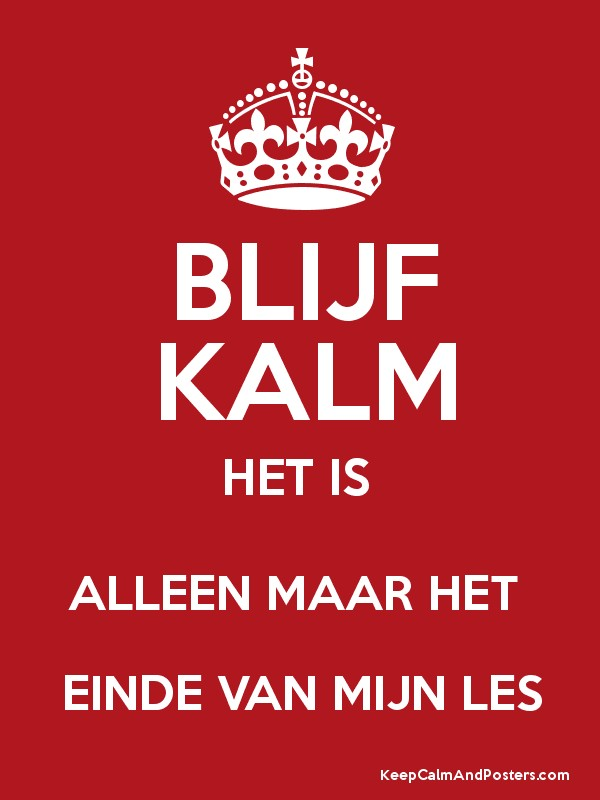 BLIJF
KALM
HET IS
ALLEEN MAAR HET
EINDE VAN MIJN LES
KeepCalmAndPosters.com